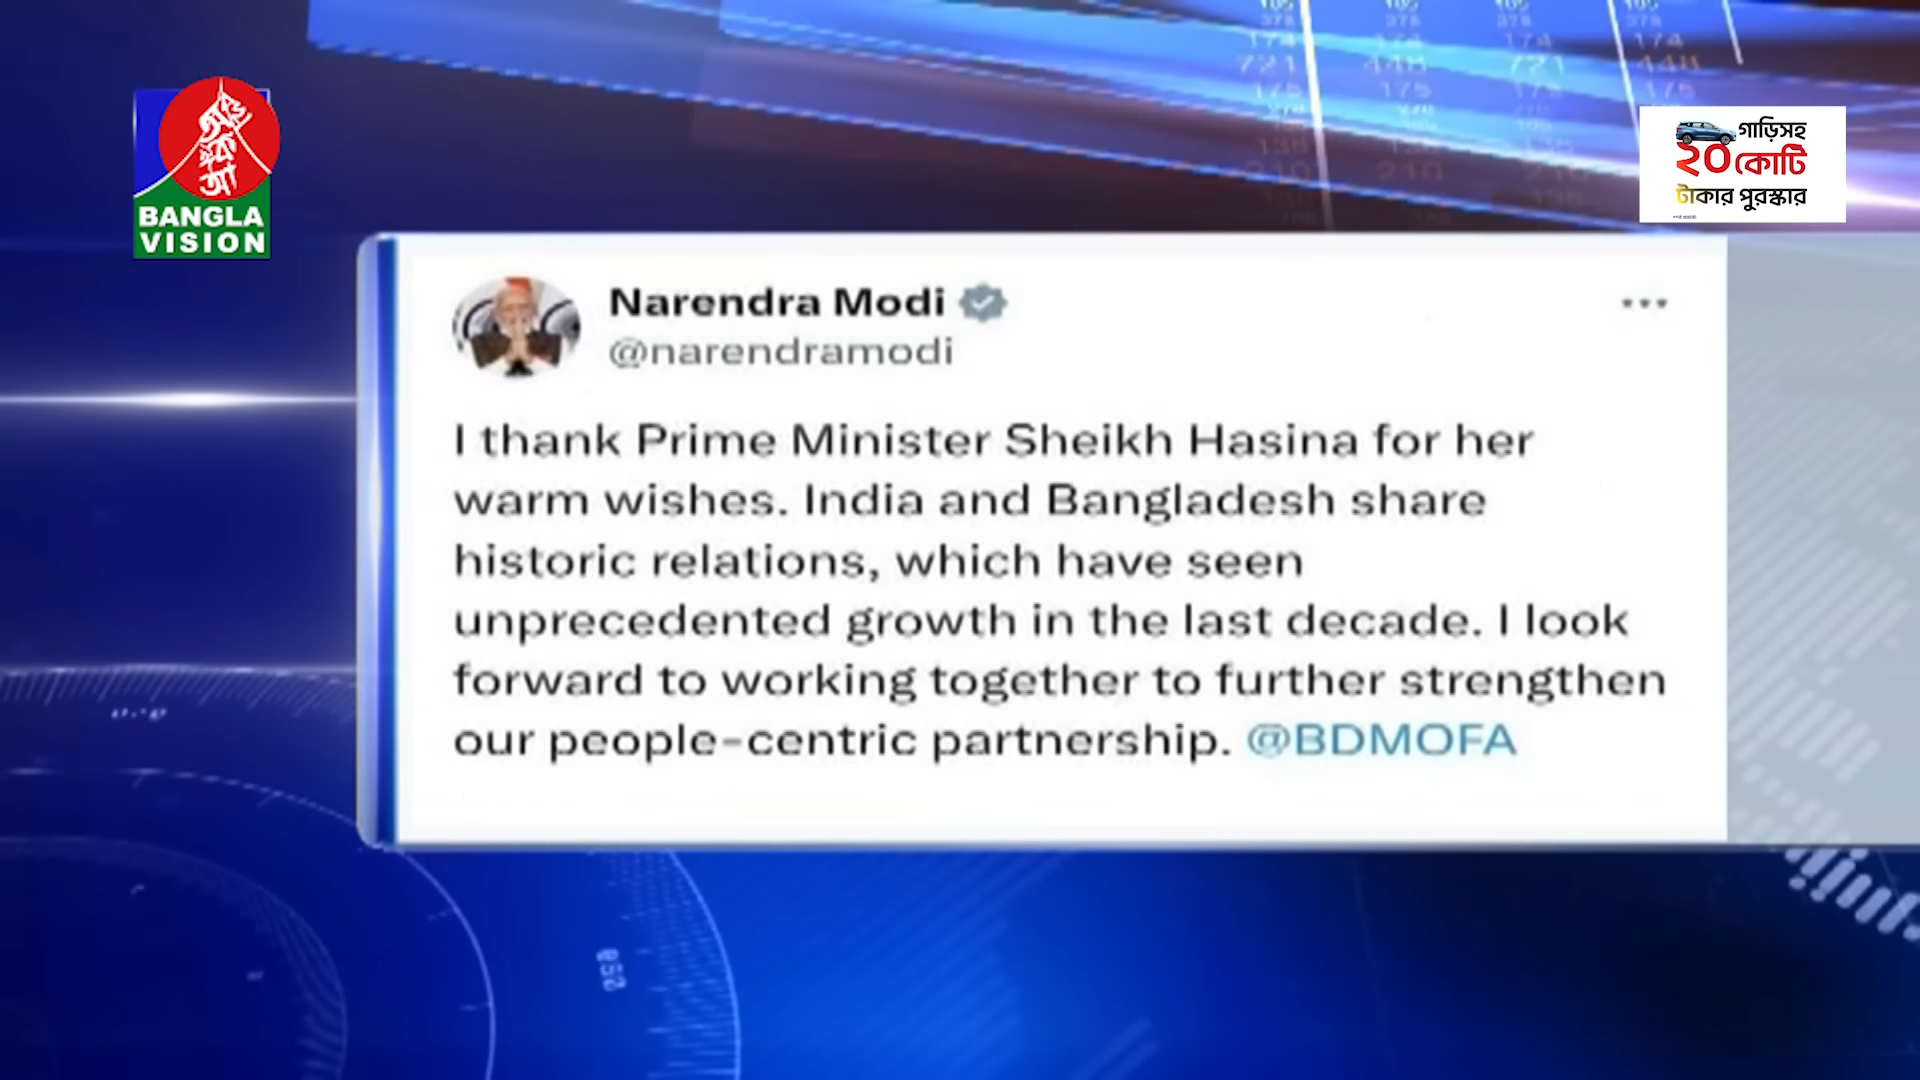 BANGLA
VISION
গাড়িসহ
২০ কোটি
টাকার পুরস্কার
Narendra Modi
@narendramodi
I thank Prime Minister Sheikh Hasina for her
warm wishes. India and Bangladesh share
historic relations, which have seen
unprecedented growth in the last decade. I look
forward to working together to further strengthen
our people-centric partnership. @BDMOFA